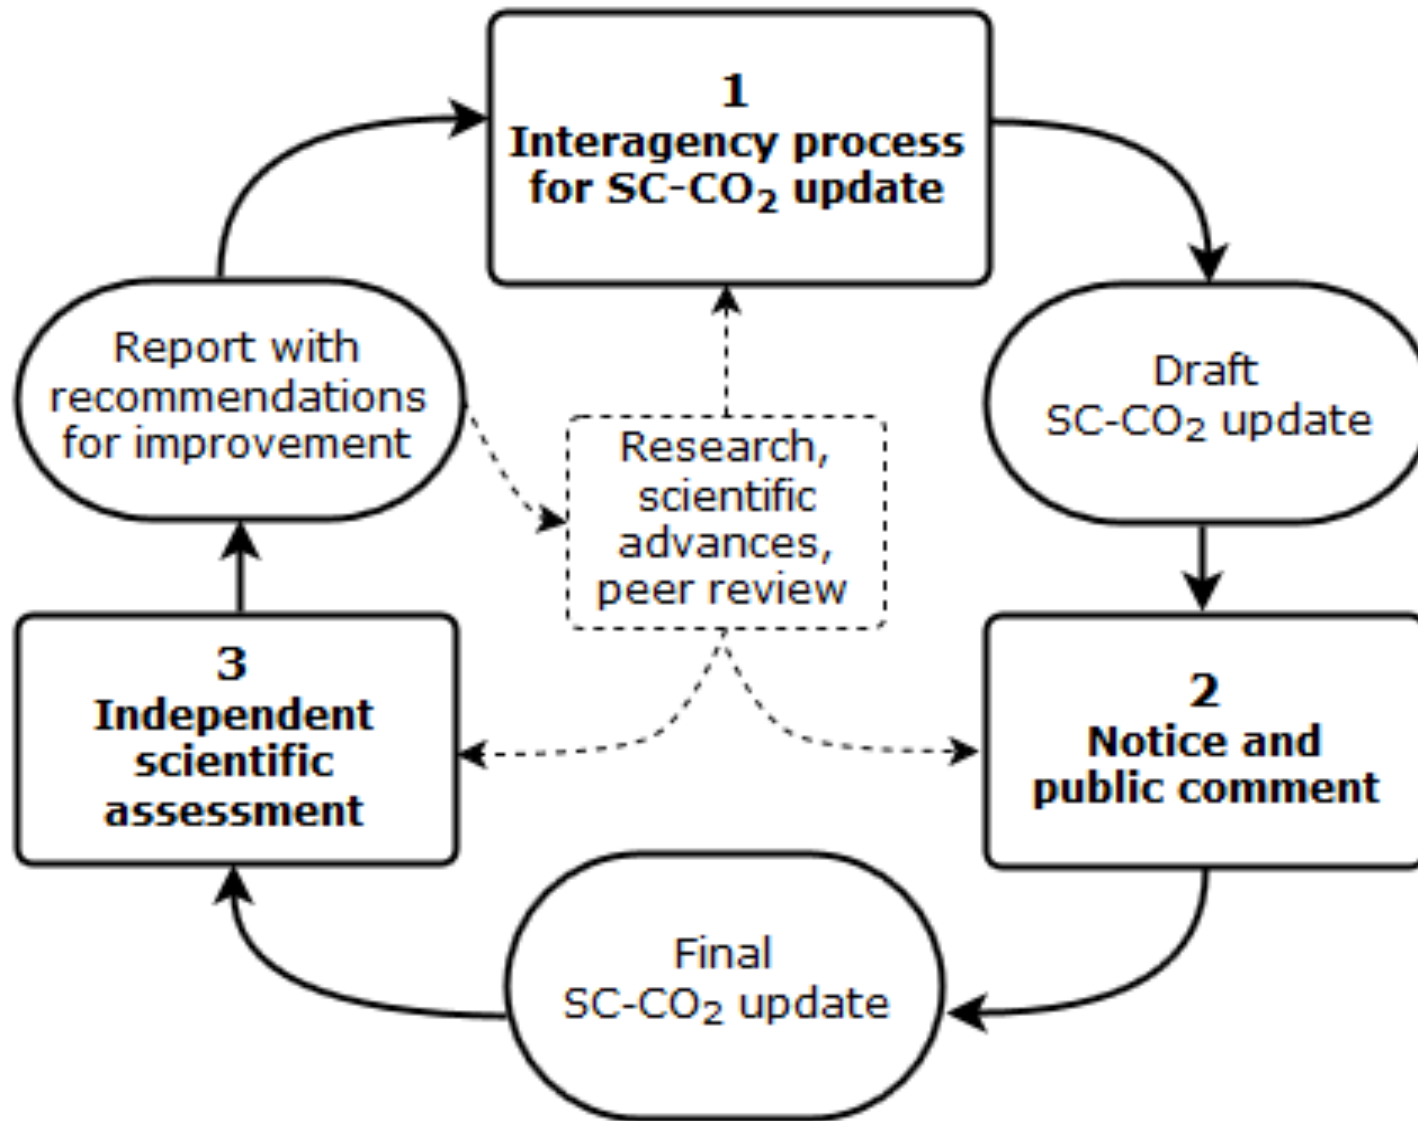 1
Interagency process
for SC-CO₂ update
Draft
SC-CO₂ update
2
Notice and
public comment
Final
SC-CO₂ update
3
Independent
scientific
assessment
Report with
recommendations
for improvement
Research,
scientific
advances,
peer review